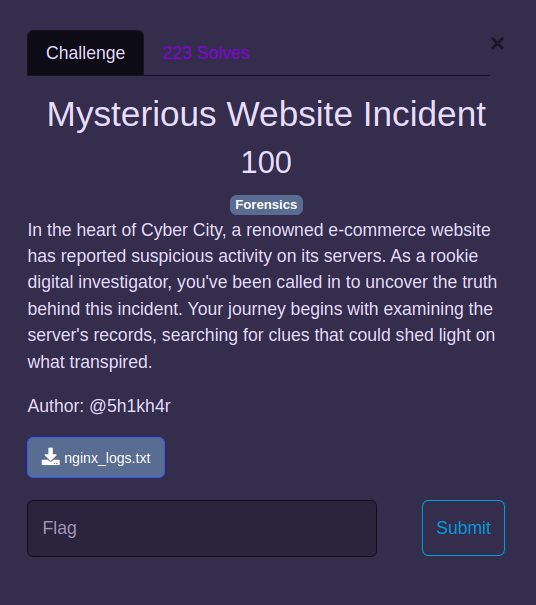 Challenge 223 Solves ×
Mysterious Website Incident
100
Forensics
In the heart of Cyber City, a renowned e-commerce website
has reported suspicious activity on its servers. As a rookie
digital investigator, you've been called in to uncover the truth
behind this incident. Your journey begins with examining the
server's records, searching for clues that could shed light on
what transpired.
Author: @5h1kh4r
nginx_logs.txt
Flag Submit